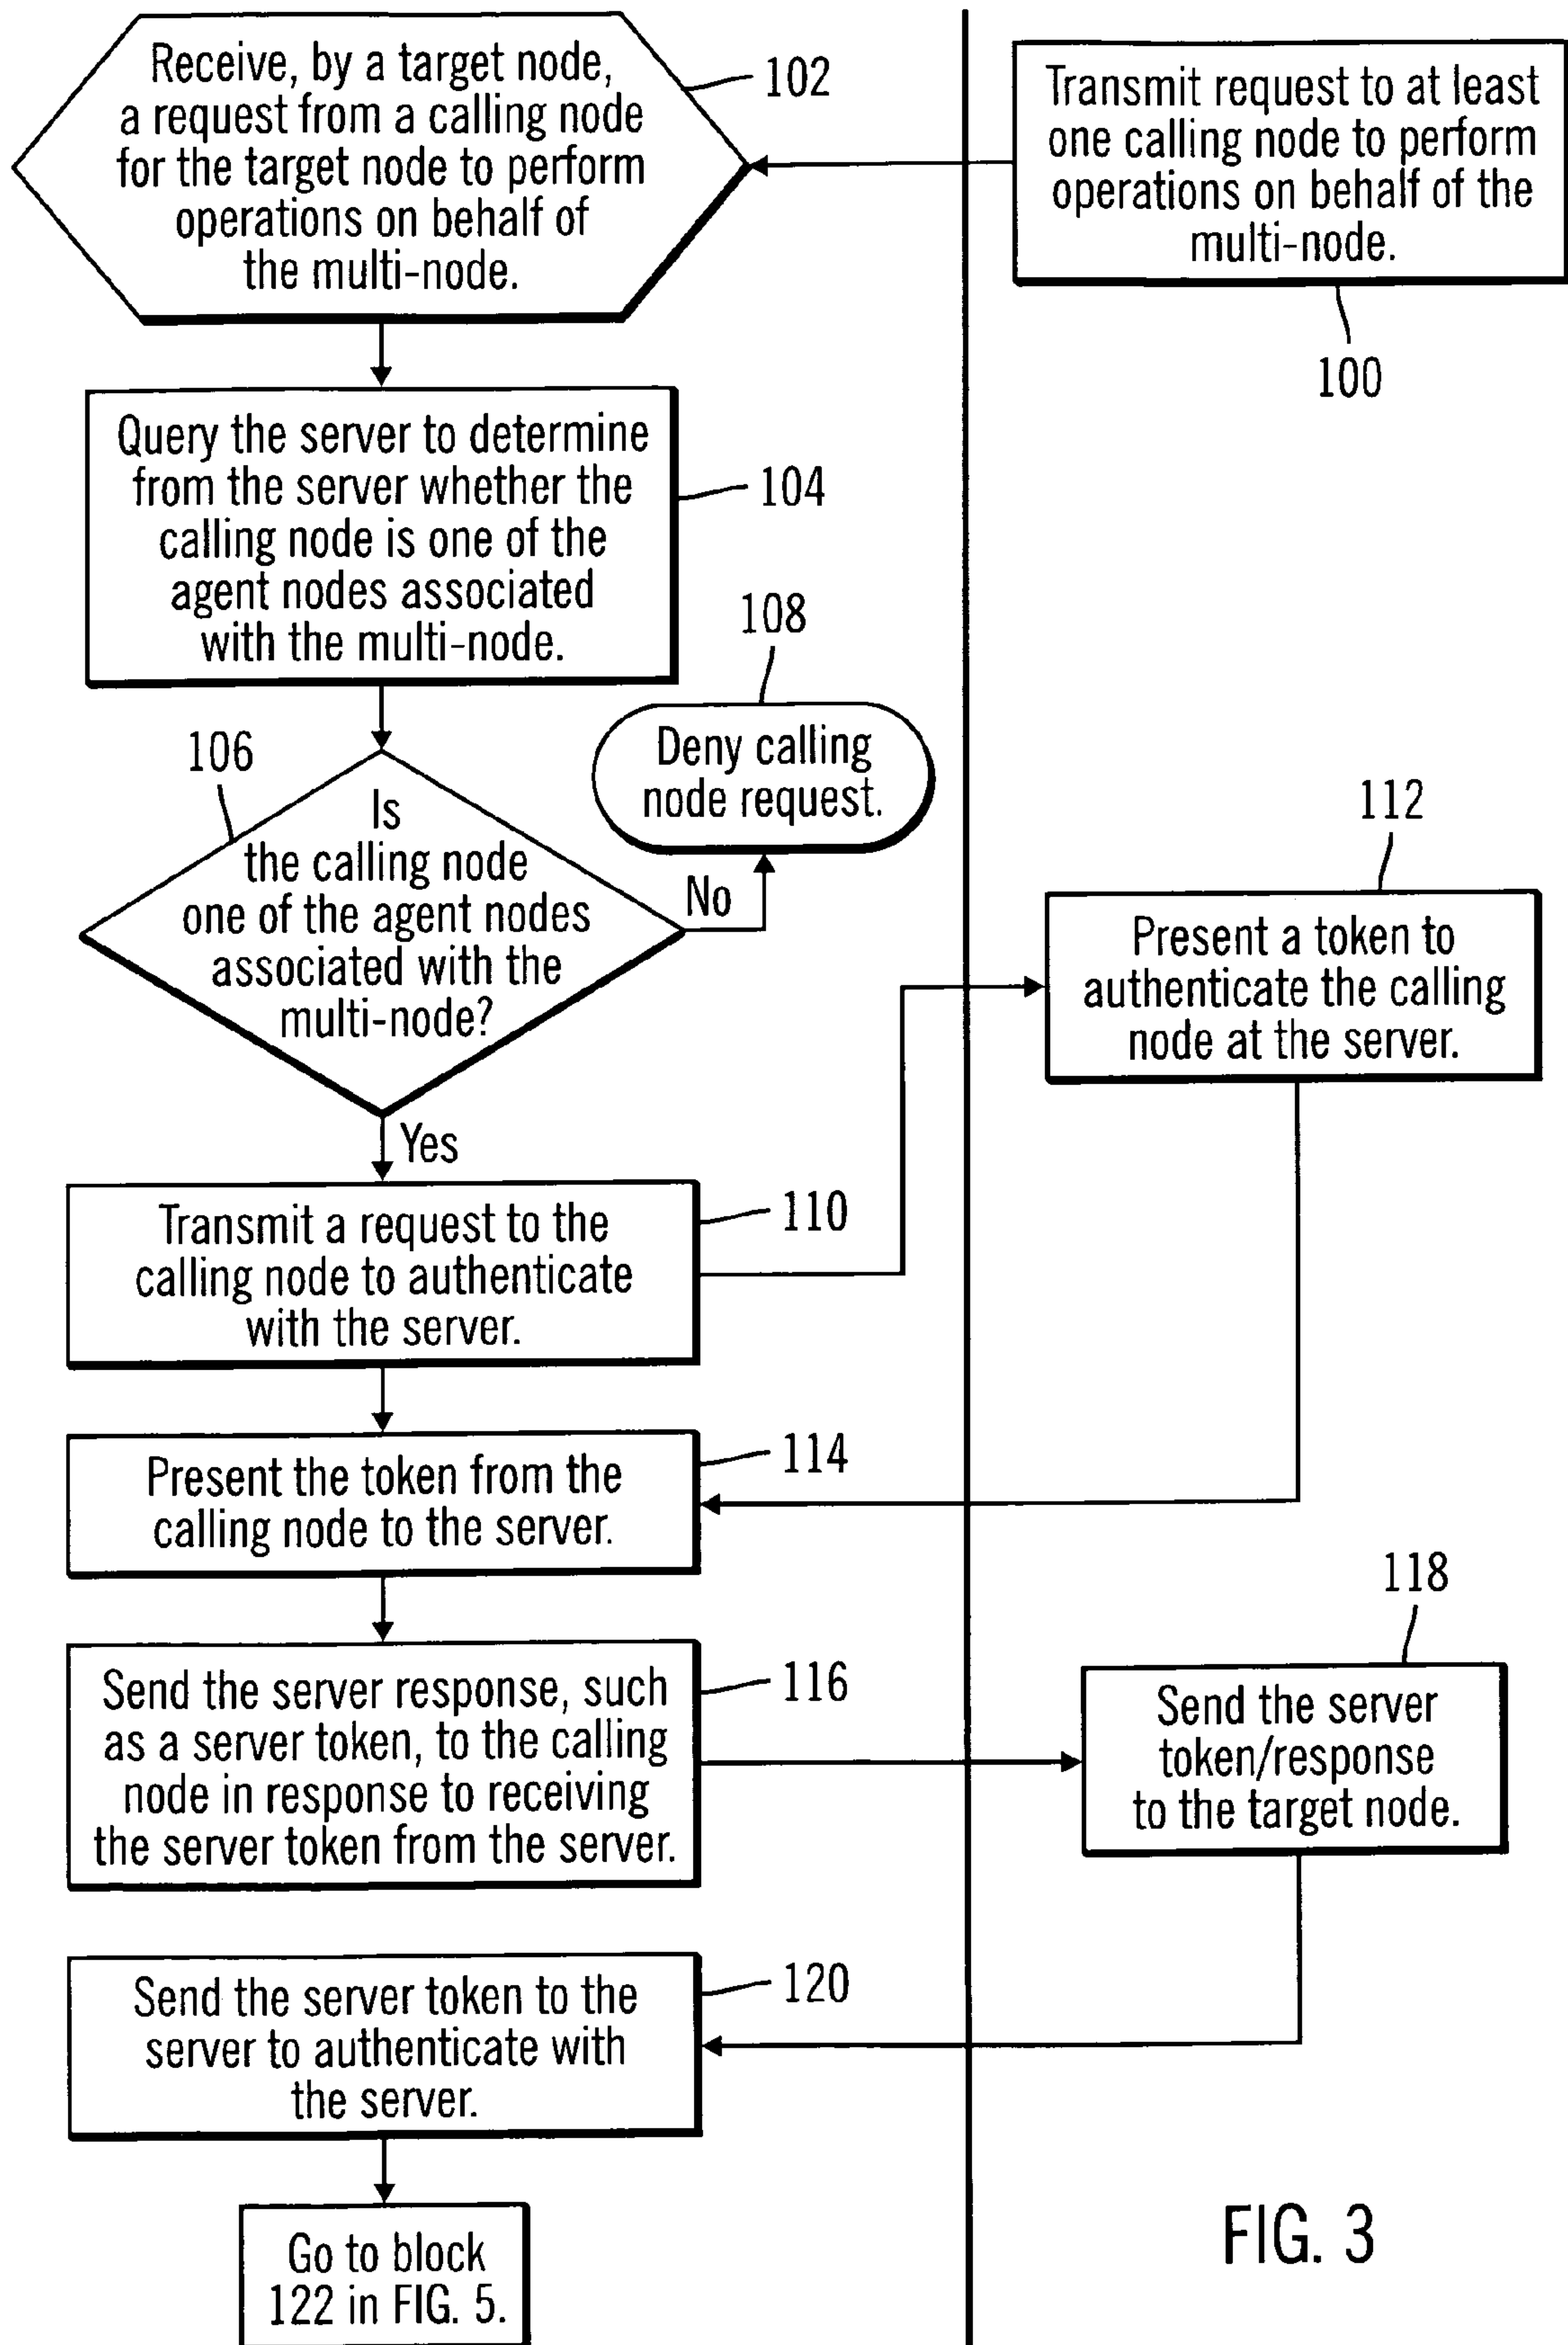 Receive, by a target node,
a request from a calling node
for the target node to perform
operations on behalf of
the multi-node.
102
Transmit request to at least
one calling node to perform
operations on behalf of the
multi-node.
100
Query the server to determine
from the server whether the
calling node is one of the
agent nodes associated
with the multi-node.
104
108
Deny calling
node request.
106
Is
the calling node
one of the agent nodes
associated with the
multi-node?
No
Yes
112
Present a token to
authenticate the calling
node at the server.
Transmit a request to the
calling node to authenticate
with the server.
110
Present the token from the
calling node to the server.
114
Send the server response, such
as a server token, to the calling
node in response to receiving
the server token from the server.
116
118
Send the server
token/response
to the target node.
Send the server token to the
server to authenticate with
the server.
120
Go to block
122 in FIG. 5.
FIG. 3